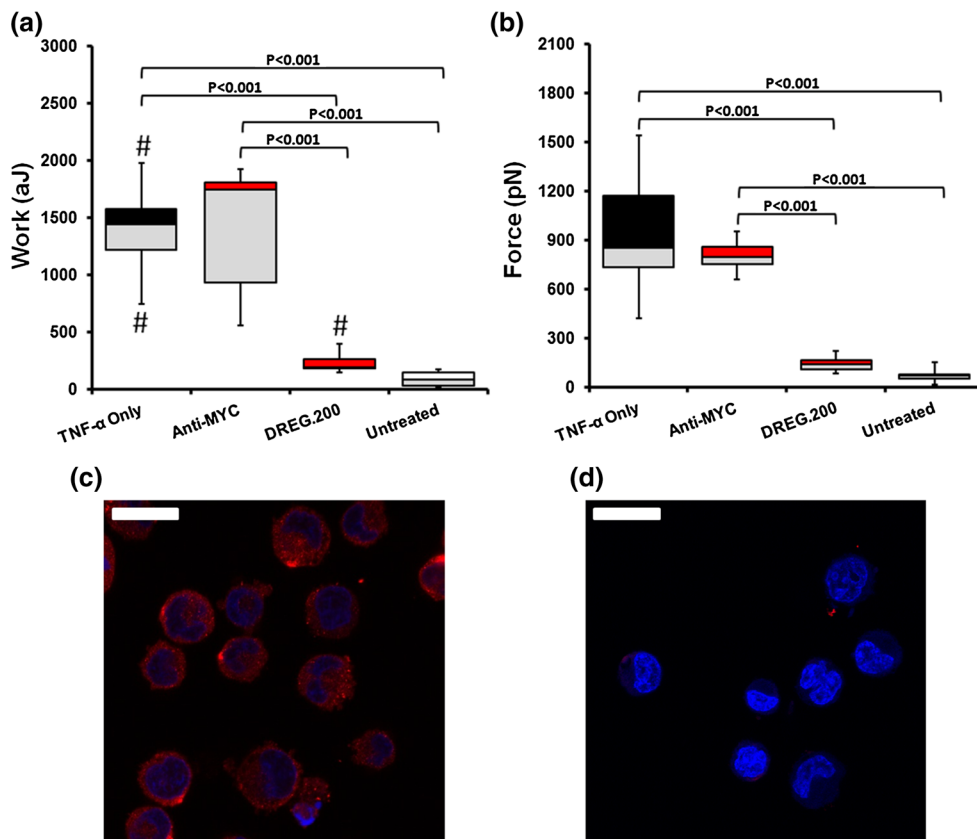 (a)
3000
2500
2000
1500
1000
500
0
Work (aJ)
P<0.001
P<0.001
P<0.001
P<0.001
#
#
#
TNF-α Only
Anti-MYC
DREG.200
Untreated
(b)
2100
1800
1500
1200
900
600
300
0
Force (pN)
P<0.001
P<0.001
P<0.001
P<0.001
TNF-α Only
Anti-MYC
DREG.200
Untreated
(c)
(d)